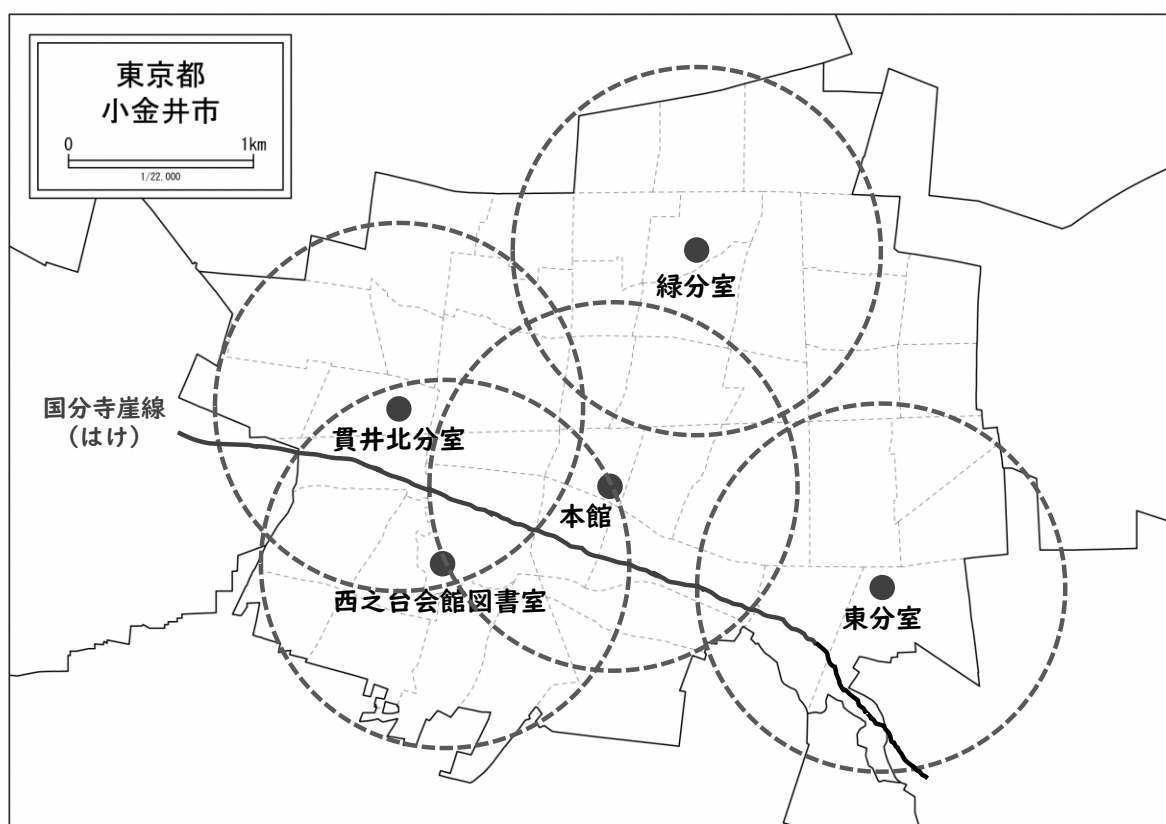 東京都
小金井市
0 1km
1/22,000
緑分室
国分寺崖線
（はけ）
貫井北分室
本館
西之台会館図書室
東分室